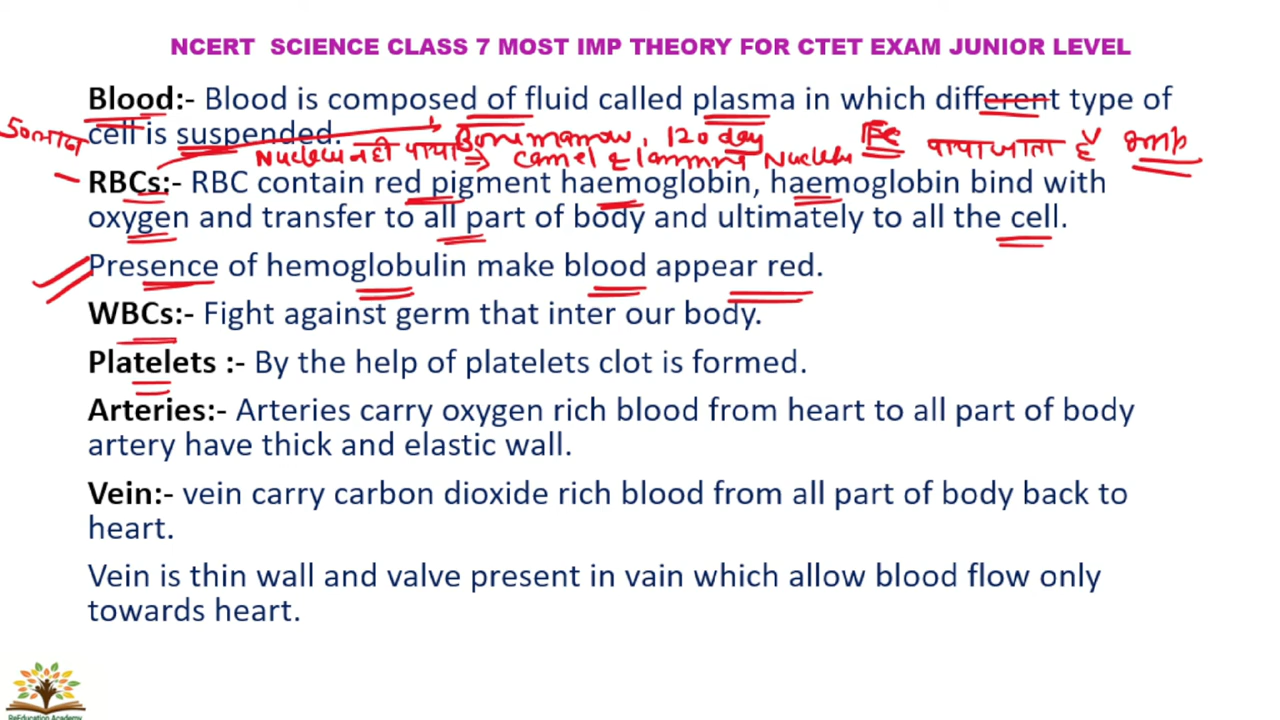 NCERT SCIENCE CLASS 7 MOST IMP THEORY FOR CTET EXAM JUNIOR LEVEL
Blood:- Blood is composed of fluid called plasma in which different type of
cell is suspended.
Bonemarrow, 120 day Fe पाया जाता है Imp
Nucleus नही पाया ⇒ camel & lamma में Nucleus
RBCs:- RBC contain red pigment haemoglobin, haemoglobin bind with
oxygen and transfer to all part of body and ultimately to all the cell.
Presence of hemoglobulin make blood appear red.
WBCs:- Fight against germ that inter our body.
Platelets :- By the help of platelets clot is formed.
Arteries:- Arteries carry oxygen rich blood from heart to all part of body
artery have thick and elastic wall.
Vein:- vein carry carbon dioxide rich blood from all part of body back to
heart.
Vein is thin wall and valve present in vain which allow blood flow only
towards heart.
ReEducation Academy